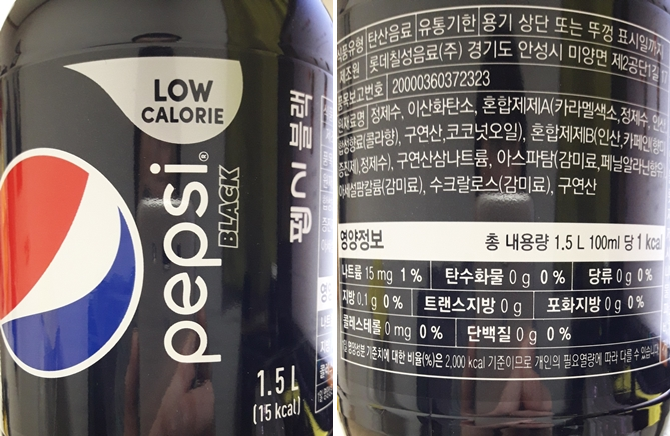 LOW
CALORIE
pepsi®
BLACK
펩시 블랙
1.5 L
(15 kcal)
식품유형 탄산음료 유통기한 용기 상단 또는 뚜껑 표시일까지
제조원 롯데칠성음료(주) 경기도 안성시 미양면 제2공단1길
품목보고번호 20000360372323
원재료명 정제수, 이산화탄소, 혼합제제A(카라멜색소, 정제수, 인산
합성향료(콜라향), 구연산, 코코넛오일), 혼합제제B(인산, 카페인(향미
증진제), 정제수), 구연산삼나트륨, 아스파탐(감미료, 페닐알라닌함유)
아세설팜칼륨(감미료), 수크랄로스(감미료), 구연산
영양정보 총 내용량 1.5 L 100ml 당 1 kcal
나트륨 15 mg 1% 탄수화물 0 g 0% 당류 0 g 0%
지방 0.1 g 0% 트랜스지방 0 g 포화지방 0 g 0%
콜레스테롤 0 mg 0% 단백질 0 g 0%
1일 영양성분 기준치에 대한 비율(%)은 2,000 kcal 기준이므로 개인의 필요열량에 따라 다를 수 있습니다.